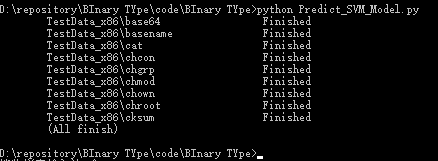 D:\repository\BInary TYpe\code\BInary TYpe>python Predict_SVM_Model.py
TestData_x86\base64 Finished
TestData_x86\basename Finished
TestData_x86\cat Finished
TestData_x86\chcon Finished
TestData_x86\chgrp Finished
TestData_x86\chmod Finished
TestData_x86\chown Finished
TestData_x86\chroot Finished
TestData_x86\cksum Finished
(All finish)
D:\repository\BInary TYpe\code\BInary TYpe>